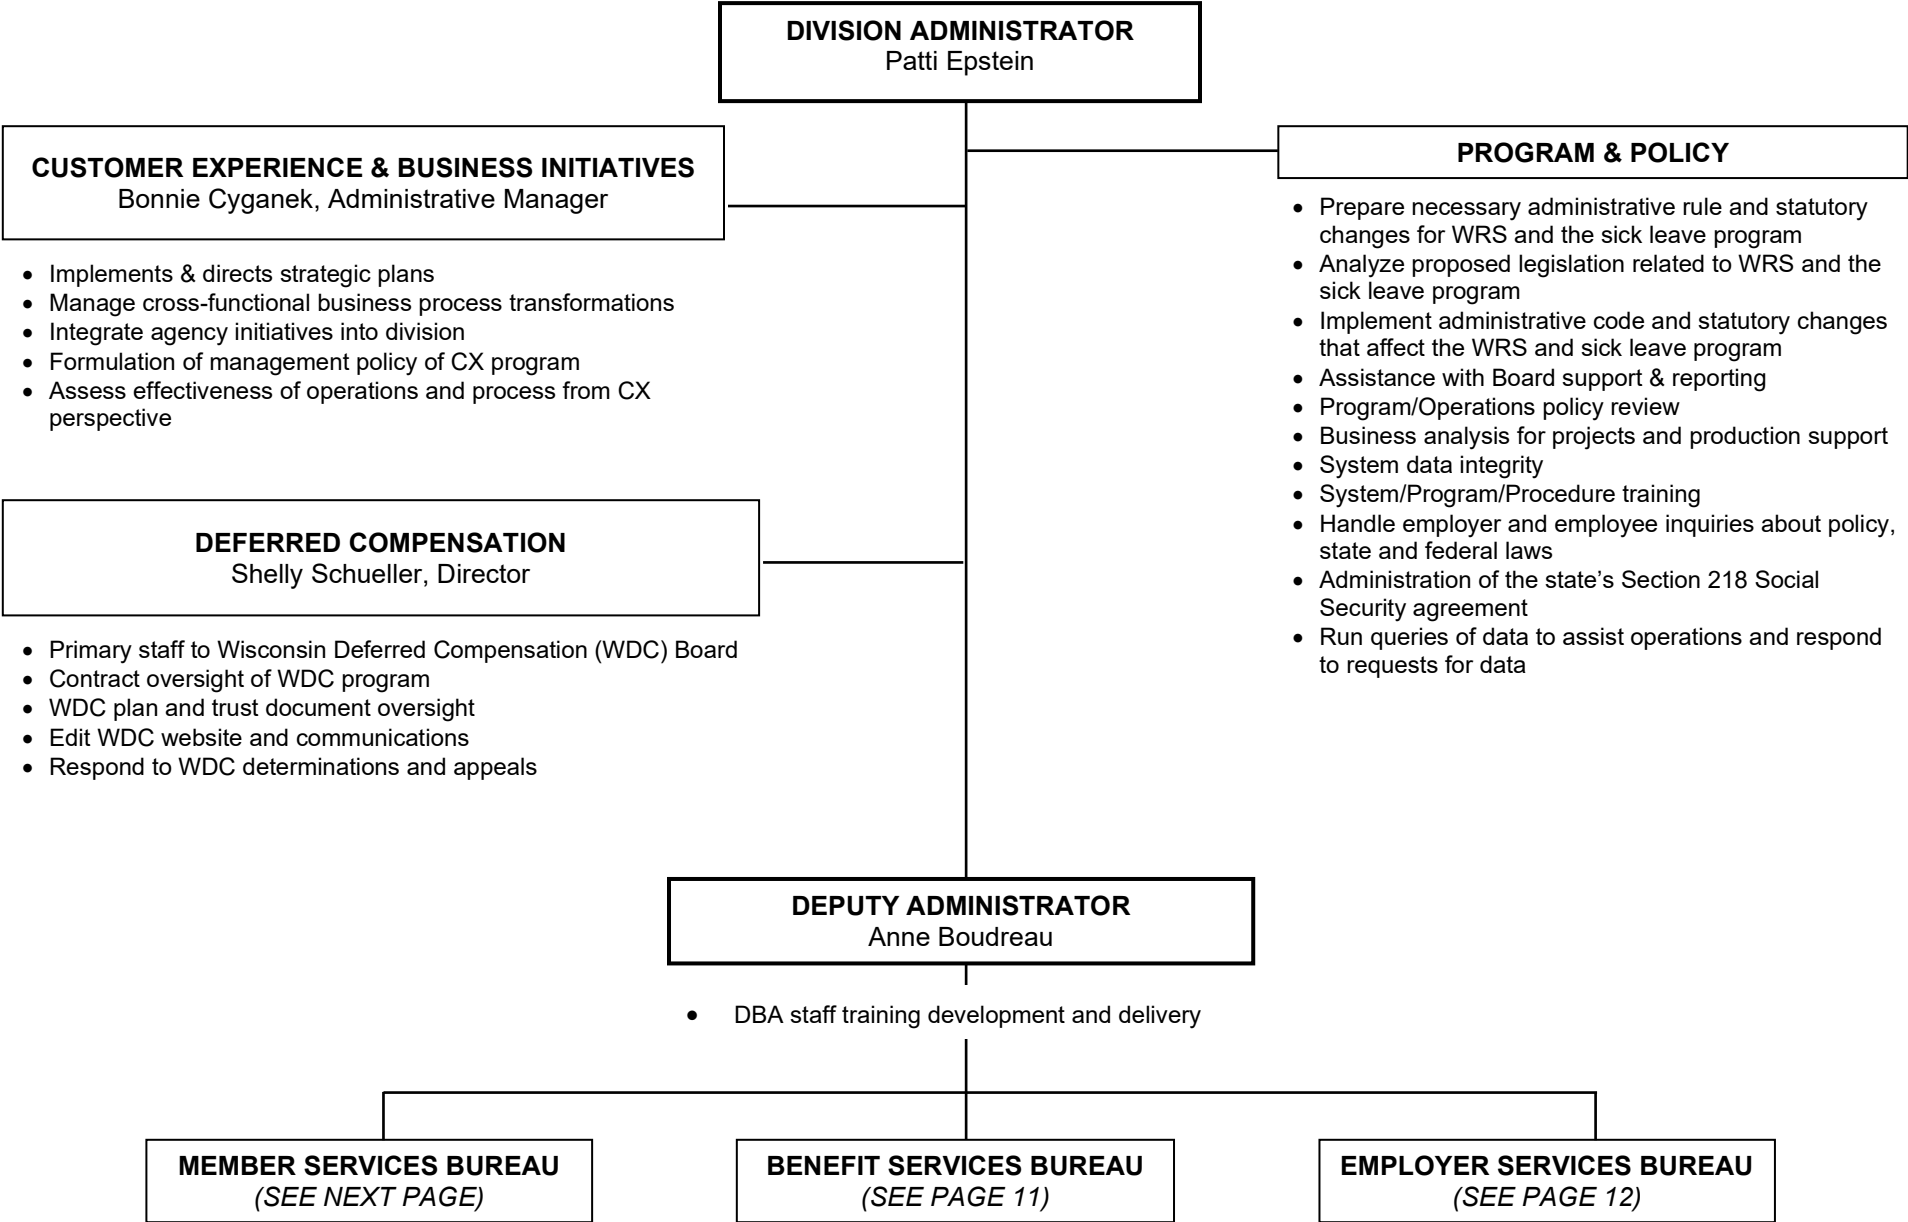 DIVISION ADMINISTRATOR
Patti Epstein
CUSTOMER EXPERIENCE & BUSINESS INITIATIVES
Bonnie Cyganek, Administrative Manager
• Implements & directs strategic plans
• Manage cross-functional business process transformations
• Integrate agency initiatives into division
• Formulation of management policy of CX program
• Assess effectiveness of operations and process from CX
perspective
PROGRAM & POLICY
• Prepare necessary administrative rule and statutory
changes for WRS and the sick leave program
• Analyze proposed legislation related to WRS and the
sick leave program
• Implement administrative code and statutory changes
that affect the WRS and sick leave program
• Assistance with Board support & reporting
• Program/Operations policy review
• Business analysis for projects and production support
• System data integrity
• System/Program/Procedure training
• Handle employer and employee inquiries about policy,
state and federal laws
• Administration of the state’s Section 218 Social
Security agreement
• Run queries of data to assist operations and respond
to requests for data
DEFERRED COMPENSATION
Shelly Schueller, Director
• Primary staff to Wisconsin Deferred Compensation (WDC) Board
• Contract oversight of WDC program
• WDC plan and trust document oversight
• Edit WDC website and communications
• Respond to WDC determinations and appeals
DEPUTY ADMINISTRATOR
Anne Boudreau
• DBA staff training development and delivery
MEMBER SERVICES BUREAU
(SEE NEXT PAGE)
BENEFIT SERVICES BUREAU
(SEE PAGE 11)
EMPLOYER SERVICES BUREAU
(SEE PAGE 12)